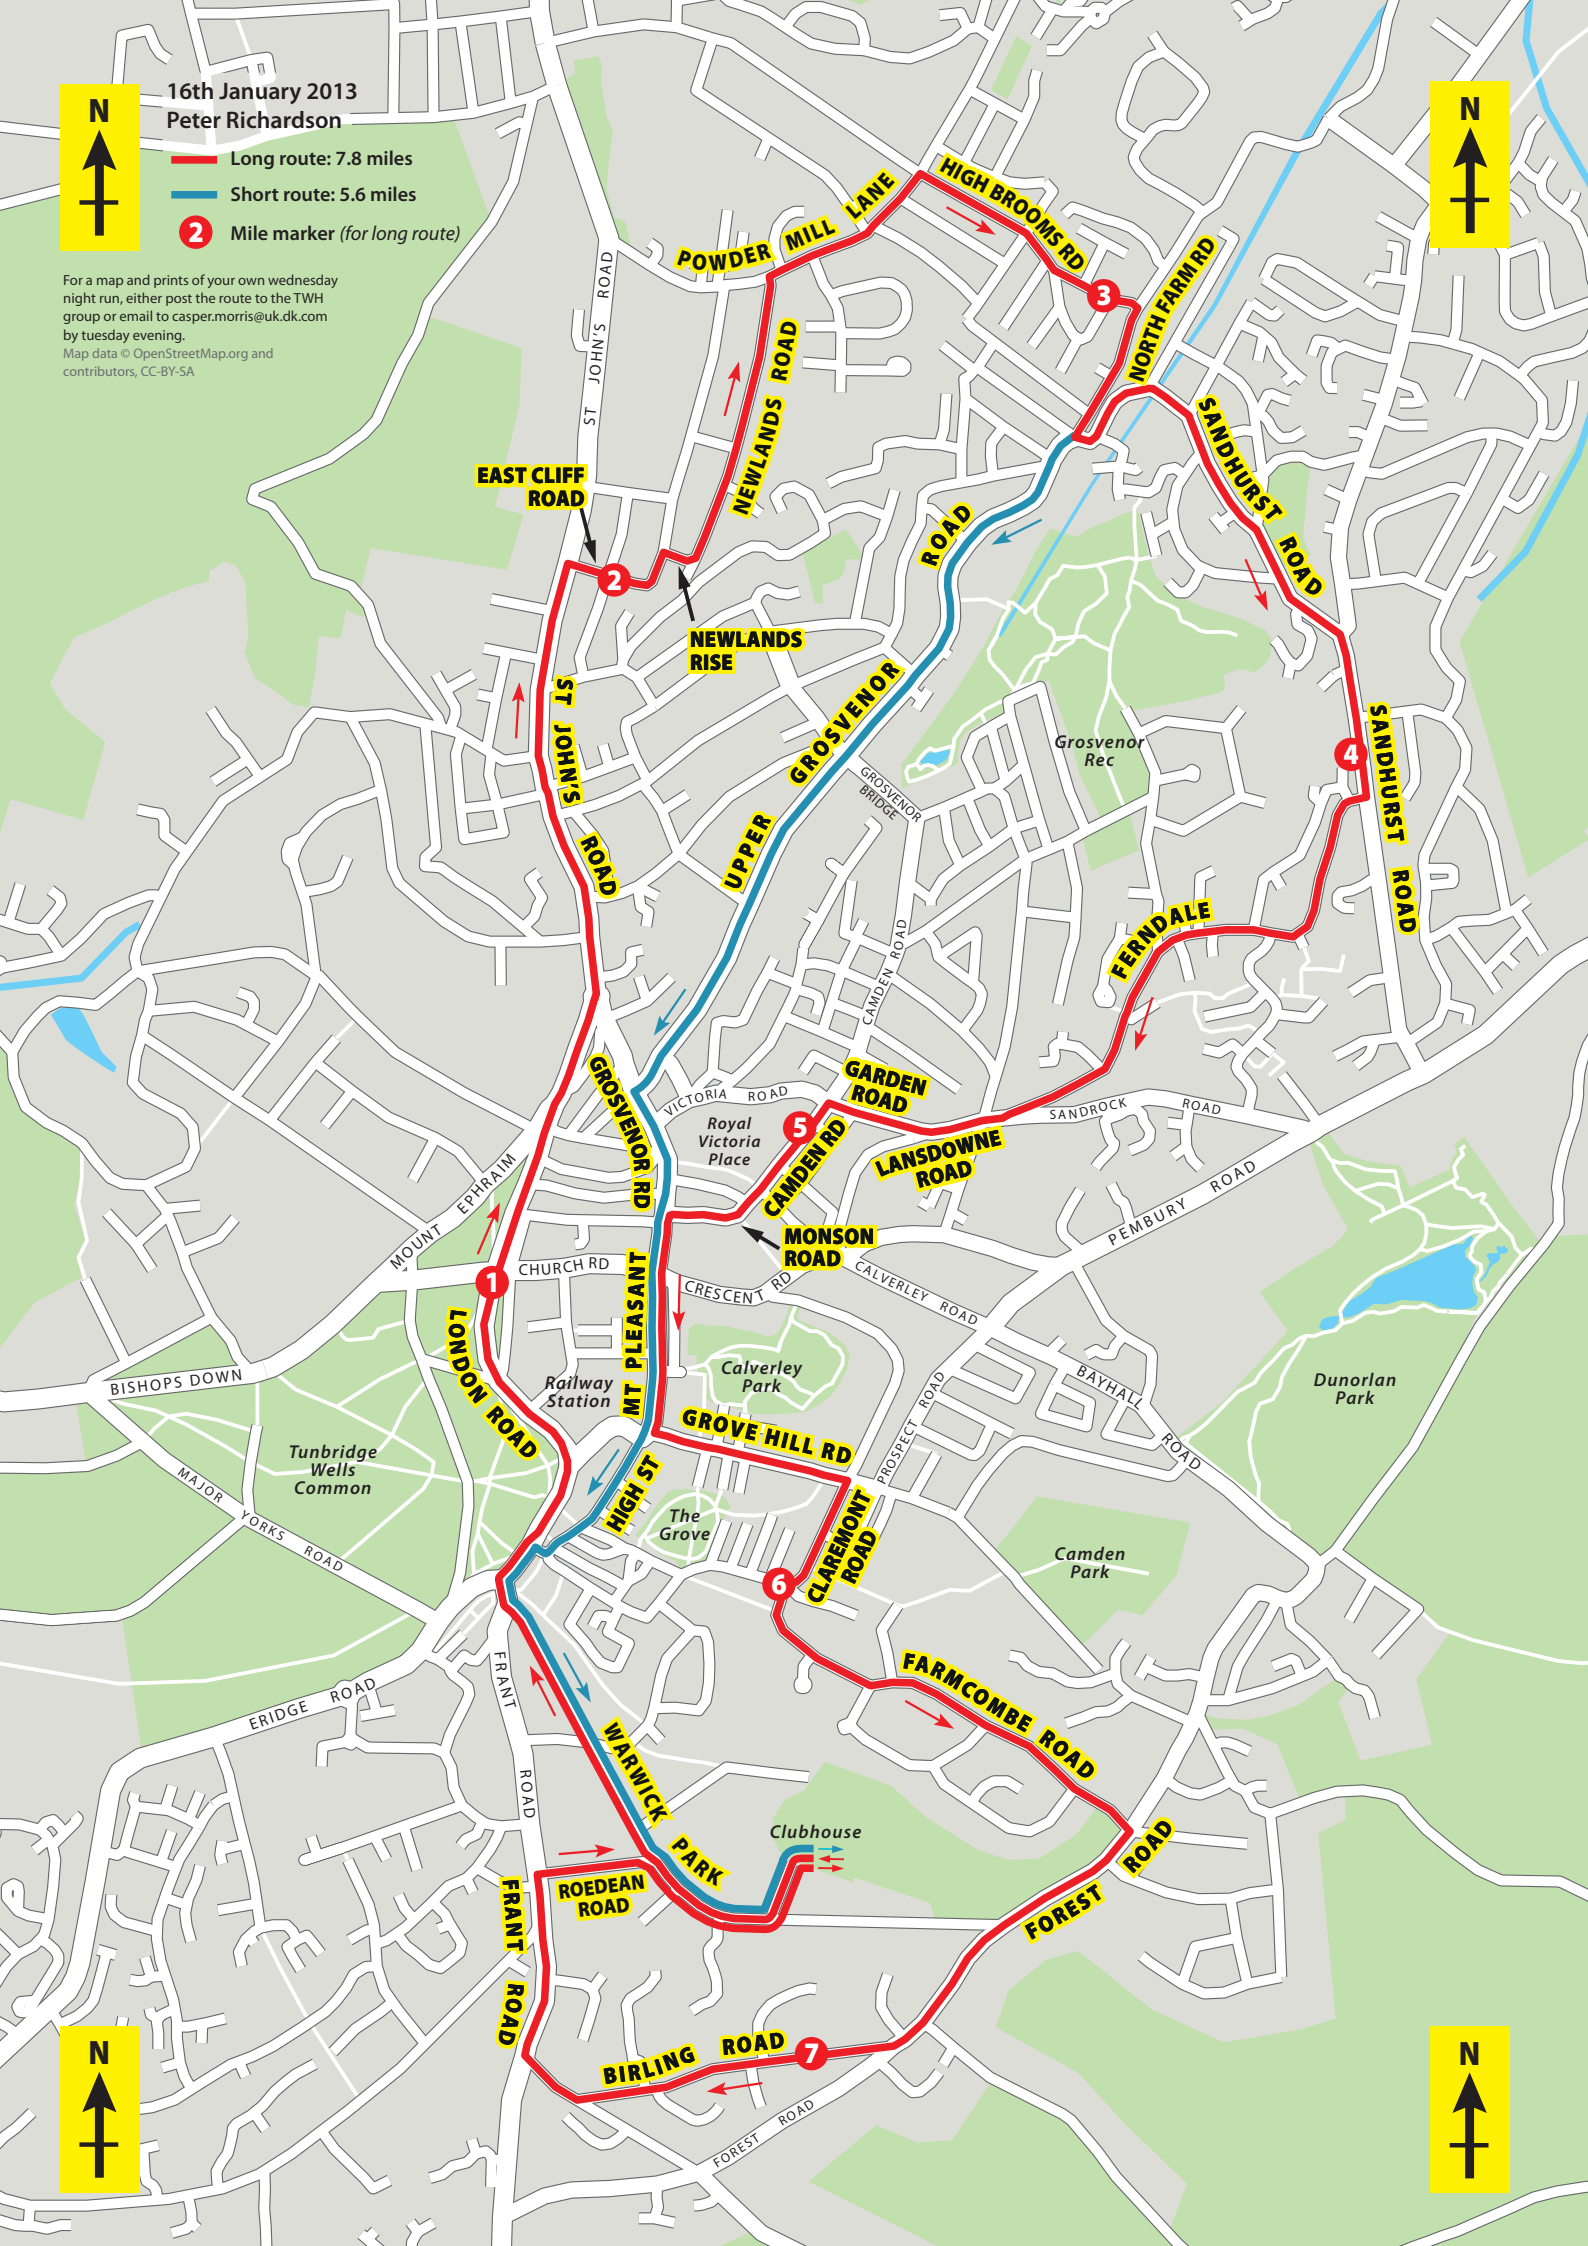 N
16th January 2013
Peter Richardson
Long route: 7.8 miles
Short route: 5.6 miles
2 Mile marker (for long route)
For a map and prints of your own wednesday
night run, either post the route to the TWH
group or email to casper.morris@uk.dk.com
by tuesday evening.
Map data © OpenStreetMap.org and
contributors, CC-BY-SA
N
POWDER MILL LANE
HIGH BROOMS RD
3
NORTH FARM RD
ST JOHN'S ROAD
NEWLANDS ROAD
SANDHURST ROAD
EAST CLIFF
ROAD
2
NEWLANDS
RISE
UPPER GROSVENOR ROAD
ST JOHN'S ROAD
Grosvenor
Rec
GROSVENOR
BRIDGE
4
SANDHURST ROAD
FERNDALE
CAMDEN ROAD
GROSVENOR RD
VICTORIA ROAD
GARDEN
ROAD
SANDROCK ROAD
Royal
Victoria
Place
5
CAMDEN RD
LANSDOWNE
ROAD
MOUNT EPHRAIM
PEMBURY ROAD
MONSON
ROAD
1
CHURCH RD
MT PLEASANT
CRESCENT RD
CALVERLEY ROAD
LONDON ROAD
BISHOPS DOWN
Railway
Station
Calverley
Park
BAYHALL ROAD
Dunorlan
Park
PROSPECT ROAD
GROVE HILL RD
Tunbridge
Wells
Common
MAJOR YORKS ROAD
HIGH ST
The
Grove
CLAREMONT
ROAD
Camden
Park
6
FRANT ROAD
ERIDGE ROAD
FARMCOMBE ROAD
WARWICK PARK
Clubhouse
ROEDEAN
ROAD
FRANT ROAD
FOREST ROAD
BIRLING ROAD
7
FOREST ROAD
N
N